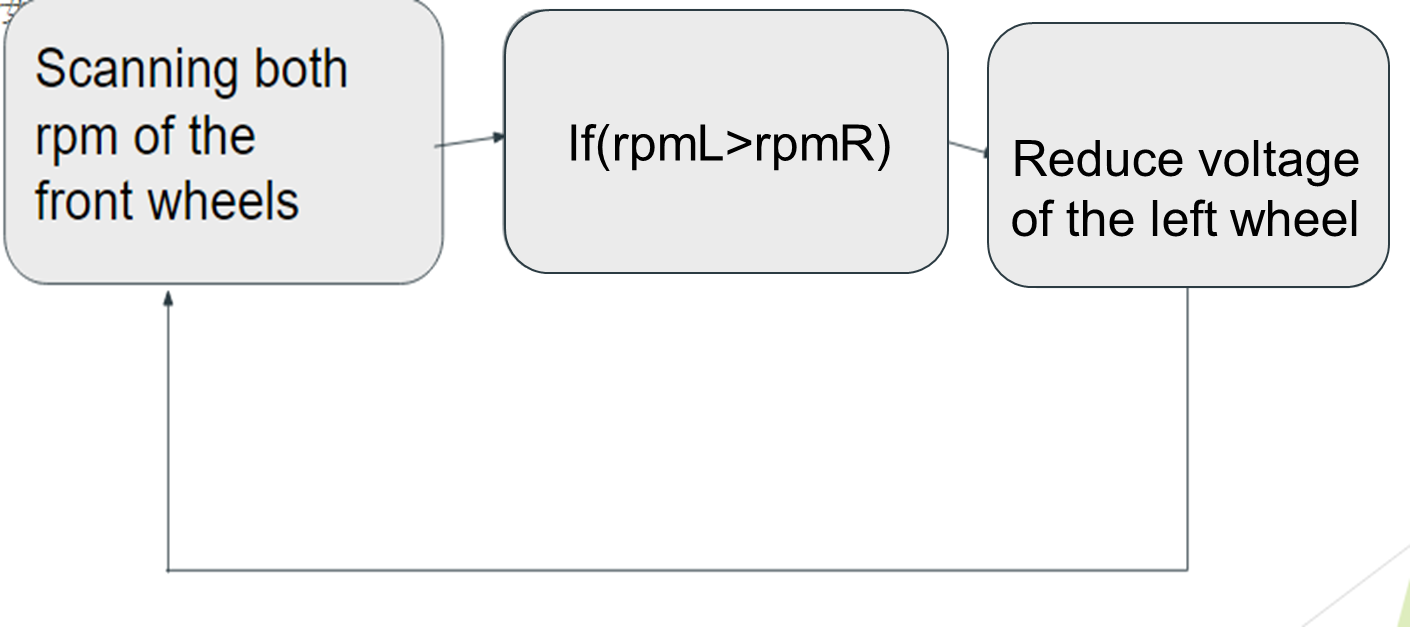 Scanning both
rpm of the
front wheels
If(rpmL>rpmR)
Reduce voltage
of the left wheel